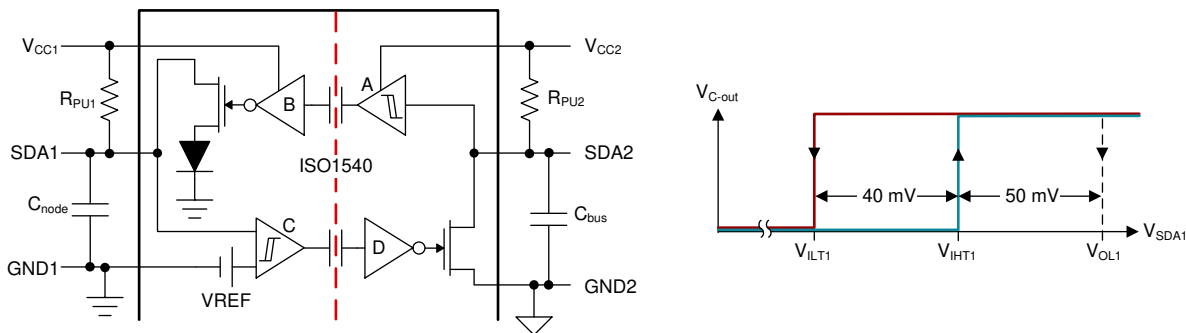 VCC1
RPU1
SDA1
Cnode
GND1
VREF
B
A
C
D
ISO1540
VCC2
RPU2
SDA2
Cbus
GND2
VC-out
40 mV
50 mV
VILT1
VIHT1
VOL1
VSDA1